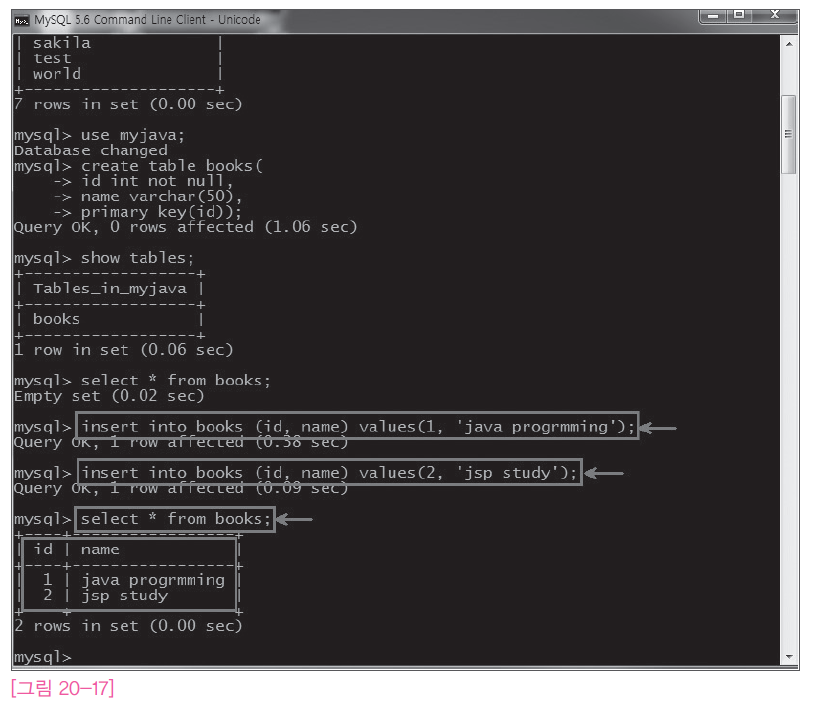 MySQL 5.6 Command Line Client - Unicode
| sakila             |
| test               |
| world              |
+--------------------+
7 rows in set (0.00 sec)
mysql> use myjava;
Database changed
mysql> create table books(
    -> id int not null,
    -> name varchar(50),
    -> primary key(id));
Query OK, 0 rows affected (1.06 sec)
mysql> show tables;
+------------------+
| Tables_in_myjava |
+------------------+
| books            |
+------------------+
1 row in set (0.06 sec)
mysql> select * from books;
Empty set (0.02 sec)
mysql> insert into books (id, name) values(1, 'java progrmming');
Query OK, 1 row affected (0.38 sec)
mysql> insert into books (id, name) values(2, 'jsp study');
Query OK, 1 row affected (0.09 sec)
mysql> select * from books;
+----+-----------------+
| id | name            |
+----+-----------------+
|  1 | java progrmming |
|  2 | jsp study       |
+----+-----------------+
2 rows in set (0.00 sec)
mysql>
[그림 20-17]